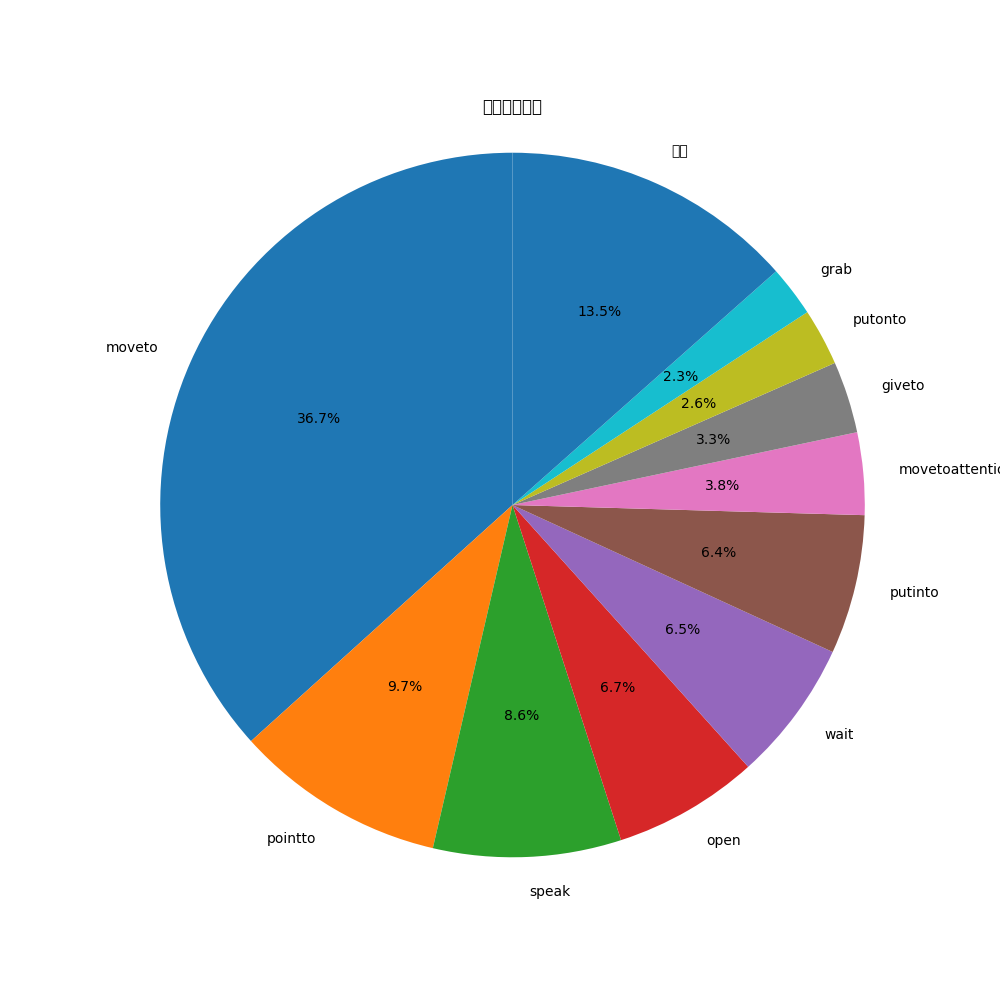 grab
putonto
moveto
giveto
movetoattentio
putinto
wait
open
speak
pointto
13.5%
2.3%
2.6%
3.3%
3.8%
6.4%
6.5%
6.7%
8.6%
9.7%
36.7%